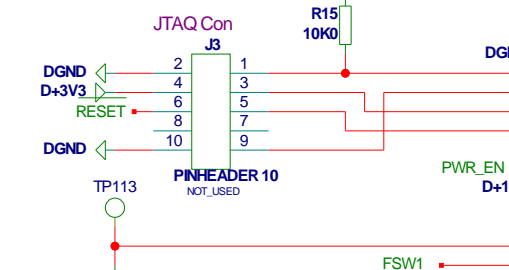 R15
10K0
JTAQ Con
J3
DGND
2
1
D+3V3
4
3
RESET
6
5
8
7
DGND
10
9
PINHEADER 10
NOT_USED
TP113
PWR_EN
D+1
FSW1